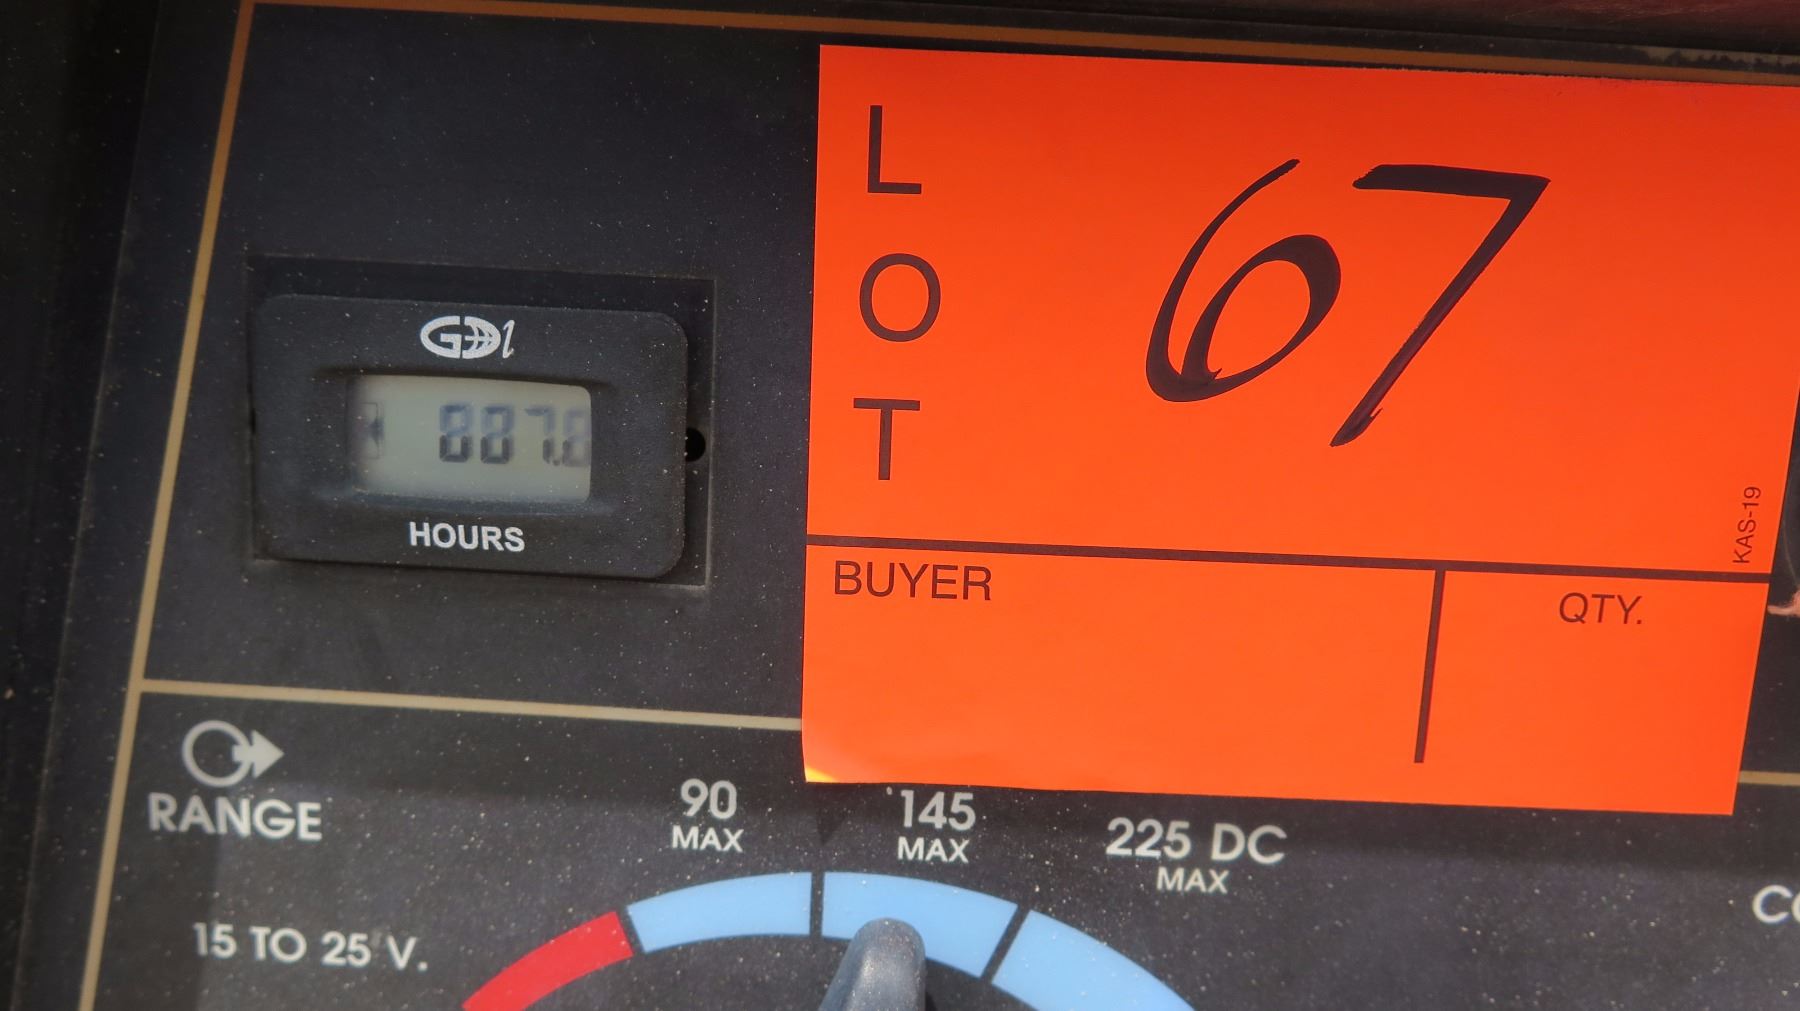 LOT
67
KAS-19
BUYER
QTY.
GDI
887.8
HOURS
RANGE
90
MAX
145
MAX
225 DC
MAX
15 TO 25 V.